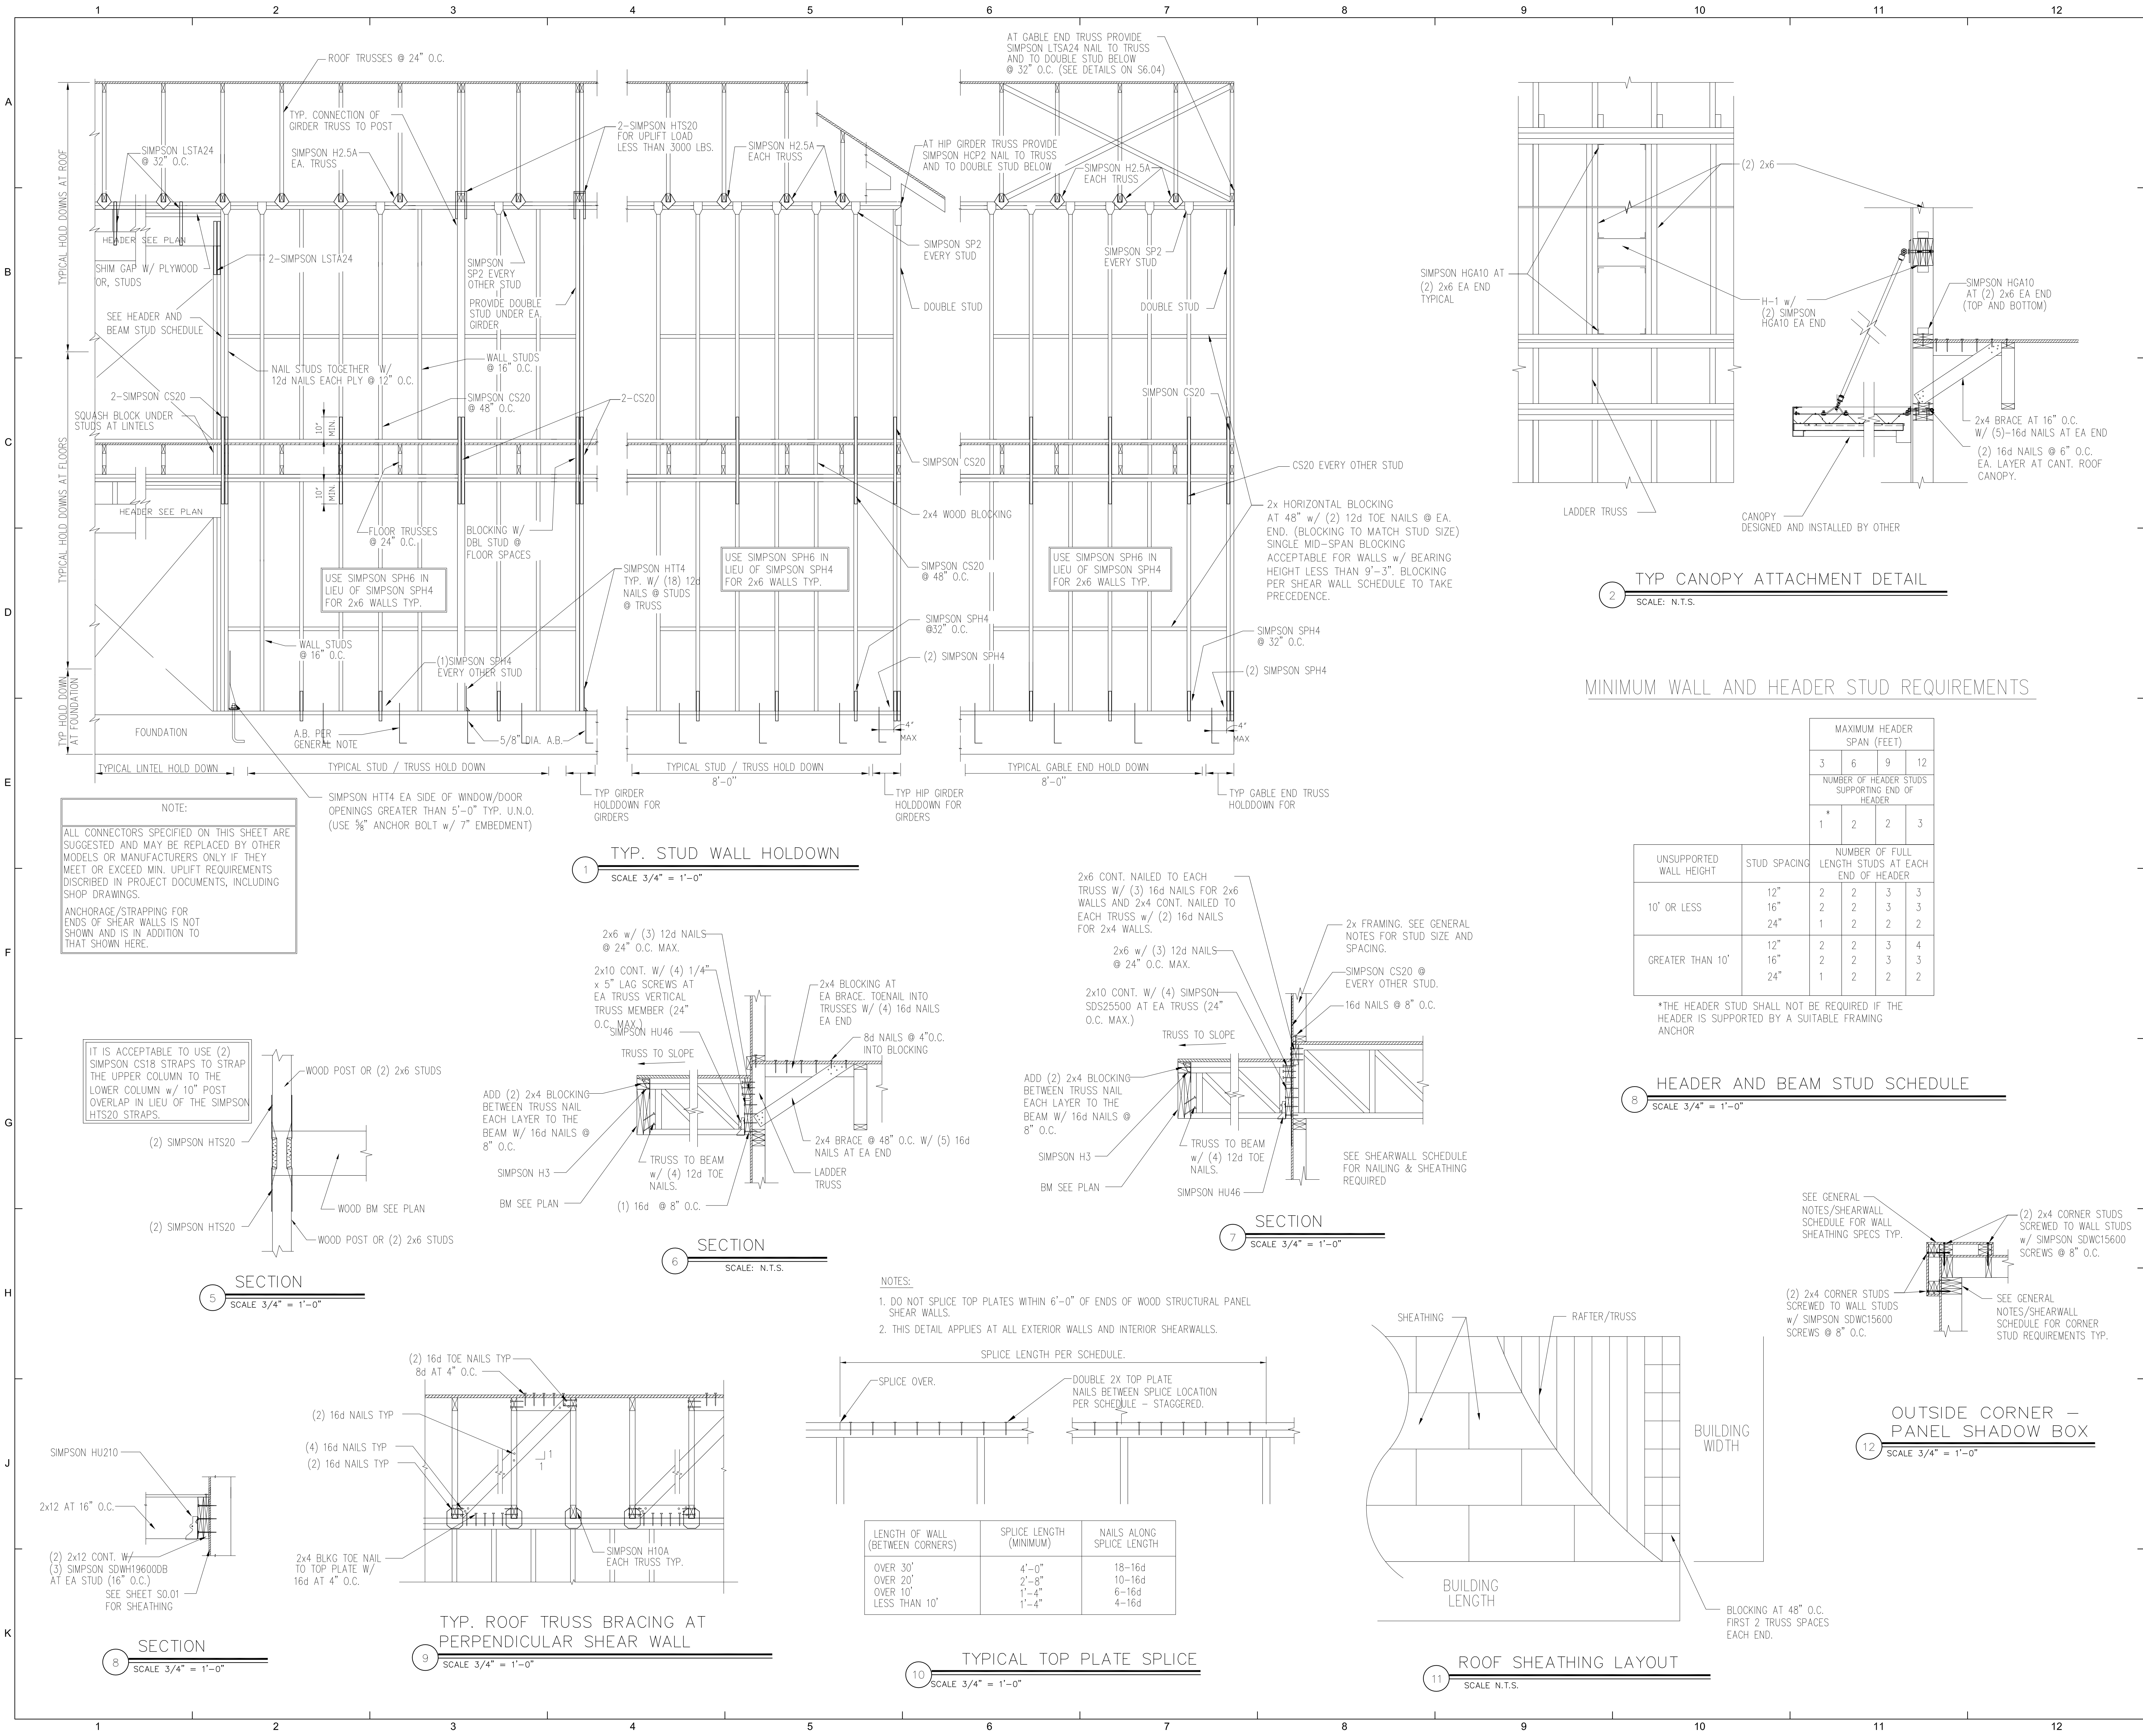 1 2 3 4 5 6 7 8 9 10 11 12
A
B
C
D
E
F
G
H
J
K
ROOF TRUSSES @ 24" O.C.
TYP. CONNECTION OF
GIRDER TRUSS TO POST
SIMPSON LSTA24
@ 32" O.C.
SIMPSON H2.5A
EA. TRUSS
2-SIMPSON HTS20
FOR UPLIFT LOAD
LESS THAN 3000 LBS.
TYPICAL HOLD DOWNS AT ROOF
HEADER SEE PLAN
SHIM GAP W/ PLYWOOD
OR, STUDS
2-SIMPSON LSTA24
SIMPSON
SP2 EVERY
OTHER STUD
PROVIDE DOUBLE
STUD UNDER EA.
GIRDER
SEE HEADER AND
BEAM STUD SCHEDULE
NAIL STUDS TOGETHER W/
12d NAILS EACH PLY @ 12" O.C.
WALL STUDS
@ 16" O.C.
2-SIMPSON CS20
SQUASH BLOCK UNDER
STUDS AT LINTELS
10"
MIN.
SIMPSON CS20
@ 48" O.C.
2-CS20
TYPICAL HOLD DOWNS AT FLOORS
10"
MIN.
HEADER SEE PLAN
FLOOR TRUSSES
@ 24" O.C.
BLOCKING W/
DBL STUD @
FLOOR SPACES
USE SIMPSON SPH6 IN
LIEU OF SIMPSON SPH4
FOR 2x6 WALLS TYP.
SIMPSON HTT4
TYP. W/ (18) 12d
NAILS @ STUDS
@ TRUSS
WALL STUDS
@ 16" O.C.
(1)SIMPSON SPH4
EVERY OTHER STUD
TYP HOLD DOWN
AT FOUNDATION
FOUNDATION
A.B. PER
GENERAL NOTE
5/8" DIA. A.B.
TYPICAL LINTEL HOLD DOWN
TYPICAL STUD / TRUSS HOLD DOWN
TYP GIRDER
HOLDDOWN FOR
GIRDERS
SIMPSON HTT4 EA SIDE OF WINDOW/DOOR
OPENINGS GREATER THAN 5'-0" TYP. U.N.O.
(USE 5/8" ANCHOR BOLT w/ 7" EMBEDMENT)
SIMPSON H2.5A
EACH TRUSS
AT HIP GIRDER TRUSS PROVIDE
SIMPSON HCP2 NAIL TO TRUSS
AND TO DOUBLE STUD BELOW
SIMPSON SP2
EVERY STUD
DOUBLE STUD
SIMPSON CS20
2x4 WOOD BLOCKING
USE SIMPSON SPH6 IN
LIEU OF SIMPSON SPH4
FOR 2x6 WALLS TYP.
SIMPSON CS20
@ 48" O.C.
SIMPSON SPH4
@32" O.C.
(2) SIMPSON SPH4
4"
MAX
TYPICAL STUD / TRUSS HOLD DOWN
8'-0"
TYP HIP GIRDER
HOLDDOWN FOR
GIRDERS
AT GABLE END TRUSS PROVIDE
SIMPSON LTSA24 NAIL TO TRUSS
AND TO DOUBLE STUD BELOW
@ 32" O.C. (SEE DETAILS ON S6.04)
SIMPSON H2.5A
EACH TRUSS
SIMPSON SP2
EVERY STUD
DOUBLE STUD
SIMPSON CS20
CS20 EVERY OTHER STUD
2x HORIZONTAL BLOCKING
AT 48" w/ (2) 12d TOE NAILS @ EA.
END. (BLOCKING TO MATCH STUD SIZE)
SINGLE MID-SPAN BLOCKING
ACCEPTABLE FOR WALLS w/ BEARING
HEIGHT LESS THAN 9'-3". BLOCKING
PER SHEAR WALL SCHEDULE TO TAKE
PRECEDENCE.
USE SIMPSON SPH6 IN
LIEU OF SIMPSON SPH4
FOR 2x6 WALLS TYP.
SIMPSON SPH4
@ 32" O.C.
(2) SIMPSON SPH4
4"
MAX
TYPICAL GABLE END HOLD DOWN
8'-0"
TYP GABLE END TRUSS
HOLDDOWN FOR
1 TYP. STUD WALL HOLDOWN
SCALE 3/4" = 1'-0"
(2) 2x6
SIMPSON HGA10 AT
(2) 2x6 EA END
TYPICAL
H-1 w/
(2) SIMPSON
HGA10 EA END
SIMPSON HGA10
AT (2) 2x6 EA END
(TOP AND BOTTOM)
2x4 BRACE AT 16" O.C.
W/ (5)-16d NAILS AT EA END
(2) 16d NAILS @ 6" O.C.
EA. LAYER AT CANT. ROOF
CANOPY.
LADDER TRUSS
CANOPY
DESIGNED AND INSTALLED BY OTHER
2 TYP CANOPY ATTACHMENT DETAIL
SCALE: N.T.S.
NOTE:
ALL CONNECTORS SPECIFIED ON THIS SHEET ARE
SUGGESTED AND MAY BE REPLACED BY OTHER
MODELS OR MANUFACTURERS ONLY IF THEY
MEET OR EXCEED MIN. UPLIFT REQUIREMENTS
DISCRIBED IN PROJECT DOCUMENTS, INCLUDING
SHOP DRAWINGS.
ANCHORAGE/STRAPPING FOR
ENDS OF SHEAR WALLS IS NOT
SHOWN AND IS IN ADDITION TO
THAT SHOWN HERE.
MINIMUM WALL AND HEADER STUD REQUIREMENTS
MAXIMUM HEADER
SPAN (FEET)
3 6 9 12
NUMBER OF HEADER STUDS
SUPPORTING END OF
HEADER
*
1 2 2 3
UNSUPPORTED
WALL HEIGHT
STUD SPACING
NUMBER OF FULL
LENGTH STUDS AT EACH
END OF HEADER
12" 2 2 3 3
10' OR LESS 16" 2 2 3 3
24" 1 2 2 2
12" 2 2 3 4
GREATER THAN 10' 16" 2 2 3 3
24" 1 2 2 2
*THE HEADER STUD SHALL NOT BE REQUIRED IF THE
HEADER IS SUPPORTED BY A SUITABLE FRAMING
ANCHOR
8 HEADER AND BEAM STUD SCHEDULE
SCALE 3/4" = 1'-0"
IT IS ACCEPTABLE TO USE (2)
SIMPSON CS18 STRAPS TO STRAP
THE UPPER COLUMN TO THE
LOWER COLUMN w/ 10" POST
OVERLAP IN LIEU OF THE SIMPSON
HTS20 STRAPS.
WOOD POST OR (2) 2x6 STUDS
(2) SIMPSON HTS20
(2) SIMPSON HTS20
WOOD BM SEE PLAN
WOOD POST OR (2) 2x6 STUDS
5 SECTION
SCALE 3/4" = 1'-0"
2x6 w/ (3) 12d NAILS
@ 24" O.C. MAX.
2x10 CONT. W/ (4) 1/4"
x 5" LAG SCREWS AT
EA TRUSS VERTICAL
TRUSS MEMBER (24"
O.C. MAX.)
SIMPSON HU46
TRUSS TO SLOPE
2x4 BLOCKING AT
EA BRACE. TOENAIL INTO
TRUSSES W/ (4) 16d NAILS
EA END
8d NAILS @ 4"O.C.
INTO BLOCKING
ADD (2) 2x4 BLOCKING
BETWEEN TRUSS NAIL
EACH LAYER TO THE
BEAM W/ 16d NAILS @
8" O.C.
SIMPSON H3
BM SEE PLAN
TRUSS TO BEAM
w/ (4) 12d TOE
NAILS.
(1) 16d @ 8" O.C.
2x4 BRACE @ 48" O.C. W/ (5) 16d
NAILS AT EA END
LADDER
TRUSS
6 SECTION
SCALE: N.T.S.
2x6 CONT. NAILED TO EACH
TRUSS W/ (3) 16d NAILS FOR 2x6
WALLS AND 2x4 CONT. NAILED TO
EACH TRUSS w/ (2) 16d NAILS
FOR 2x4 WALLS.
2x6 w/ (3) 12d NAILS
@ 24" O.C. MAX.
2x10 CONT. W/ (4) SIMPSON
SDS25500 AT EA TRUSS (24"
O.C. MAX.)
TRUSS TO SLOPE
2x FRAMING. SEE GENERAL
NOTES FOR STUD SIZE AND
SPACING.
SIMPSON CS20 @
EVERY OTHER STUD.
16d NAILS @ 8" O.C.
ADD (2) 2x4 BLOCKING
BETWEEN TRUSS NAIL
EACH LAYER TO THE
BEAM W/ 16d NAILS @
8" O.C.
SIMPSON H3
BM SEE PLAN
TRUSS TO BEAM
w/ (4) 12d TOE
NAILS.
SIMPSON HU46
SEE SHEARWALL SCHEDULE
FOR NAILING & SHEATHING
REQUIRED
7 SECTION
SCALE 3/4" = 1'-0"
SEE GENERAL
NOTES/SHEARWALL
SCHEDULE FOR WALL
SHEATHING SPECS TYP.
(2) 2x4 CORNER STUDS
SCREWED TO WALL STUDS
w/ SIMPSON SDWC15600
SCREWS @ 8" O.C.
(2) 2x4 CORNER STUDS
SCREWED TO WALL STUDS
w/ SIMPSON SDWC15600
SCREWS @ 8" O.C.
SEE GENERAL
NOTES/SHEARWALL
SCHEDULE FOR CORNER
STUD REQUIREMENTS TYP.
12 OUTSIDE CORNER -
PANEL SHADOW BOX
SCALE 3/4" = 1'-0"
SIMPSON HU210
2x12 AT 16" O.C.
(2) 2x12 CONT. W/
(3) SIMPSON SDWH19600DB
AT EA STUD (16" O.C.)
SEE SHEET S0.01
FOR SHEATHING
8 SECTION
SCALE 3/4" = 1'-0"
(2) 16d TOE NAILS TYP
8d AT 4" O.C.
(2) 16d NAILS TYP
(4) 16d NAILS TYP
(2) 16d NAILS TYP
1
1
2x4 BLKG TOE NAIL
TO TOP PLATE W/
16d AT 4" O.C.
SIMPSON H10A
EACH TRUSS TYP.
9 TYP. ROOF TRUSS BRACING AT
PERPENDICULAR SHEAR WALL
SCALE 3/4" = 1'-0"
NOTES:
1. DO NOT SPLICE TOP PLATES WITHIN 6'-0" OF ENDS OF WOOD STRUCTURAL PANEL
SHEAR WALLS.
2. THIS DETAIL APPLIES AT ALL EXTERIOR WALLS AND INTERIOR SHEARWALLS.
SPLICE LENGTH PER SCHEDULE.
SPLICE OVER.
DOUBLE 2X TOP PLATE
NAILS BETWEEN SPLICE LOCATION
PER SCHEDULE - STAGGERED.
LENGTH OF WALL
(BETWEEN CORNERS)
SPLICE LENGTH
(MINIMUM)
NAILS ALONG
SPLICE LENGTH
OVER 30' 4'-0" 18-16d
OVER 20' 2'-8" 10-16d
OVER 10' 1'-4" 6-16d
LESS THAN 10' 1'-4" 4-16d
10 TYPICAL TOP PLATE SPLICE
SCALE 3/4" = 1'-0"
SHEATHING
RAFTER/TRUSS
BUILDING
WIDTH
BUILDING
LENGTH
BLOCKING AT 48" O.C.
FIRST 2 TRUSS SPACES
EACH END.
11 ROOF SHEATHING LAYOUT
SCALE N.T.S.
1 2 3 4 5 6 7 8 9 10 11 12